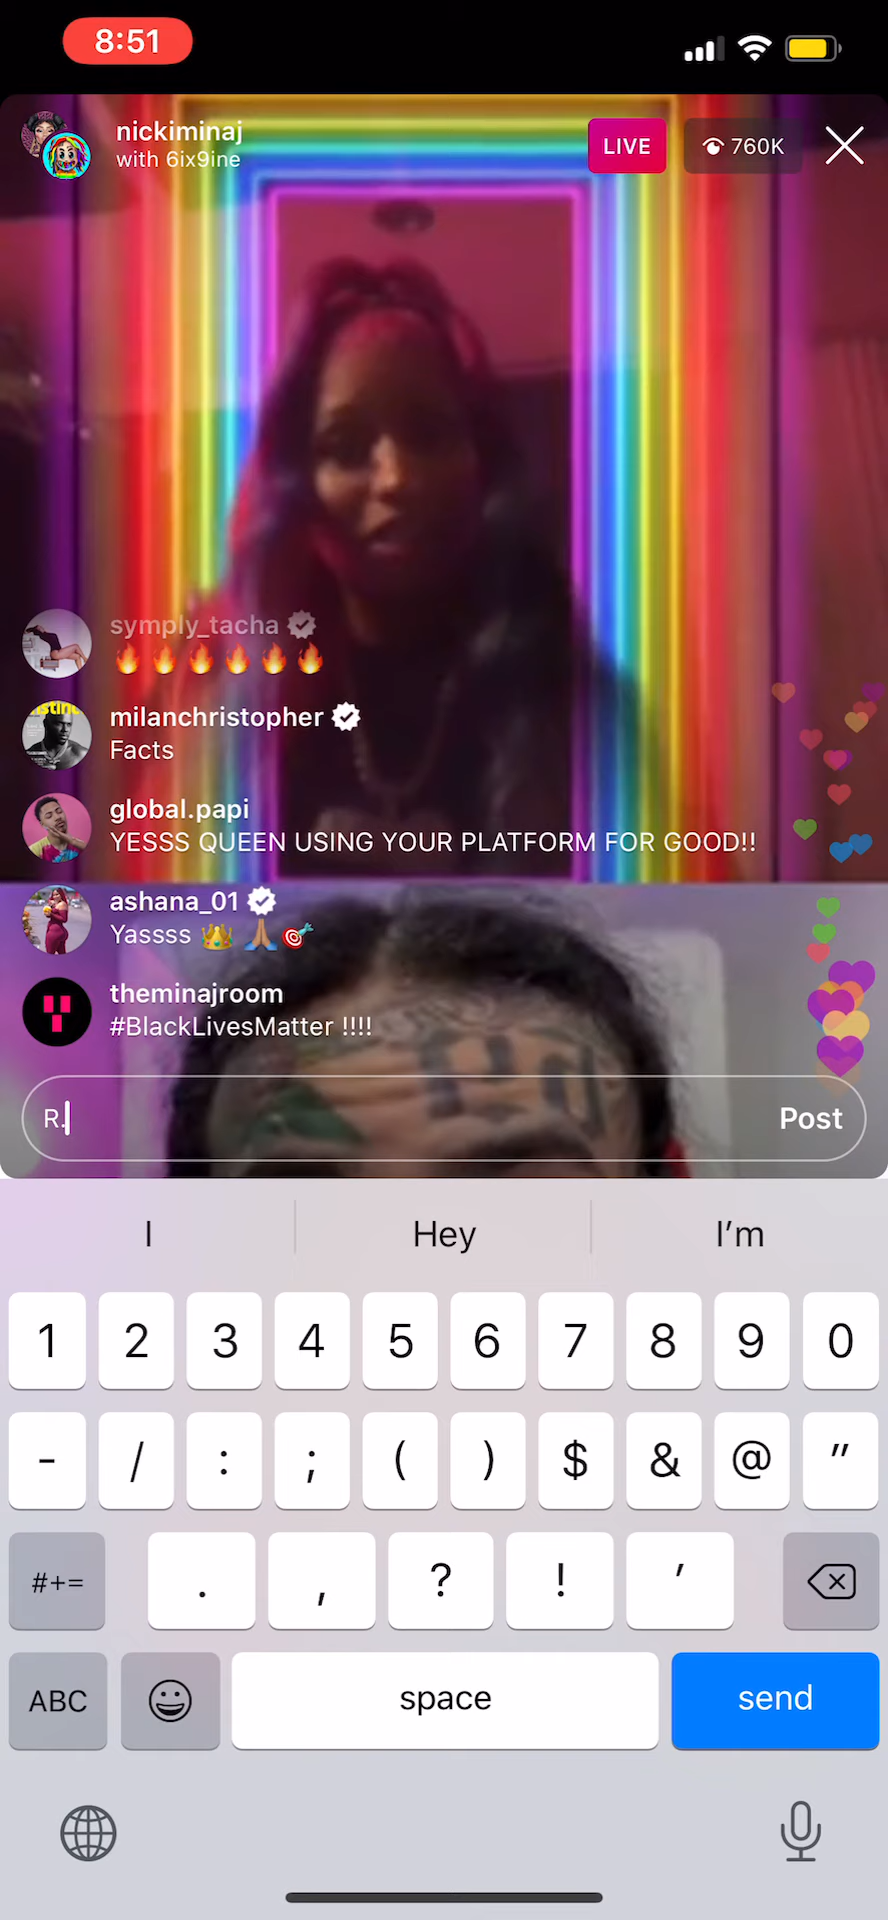 8:51
nickiminaj
with 6ix9ine
LIVE
760K
symply_tacha
🔥🔥🔥🔥🔥🔥
milanchristopher
Facts
global.papi
YESSS QUEEN USING YOUR PLATFORM FOR GOOD!!
ashana_01
Yassss 👑🙏🏽🎯
theminajroom
#BlackLivesMatter !!!!
R.
Post
I
Hey
I'm
1 2 3 4 5 6 7 8 9 0
- / : ; ( ) $ & @ "
#+= . , ? ! '
ABC space send